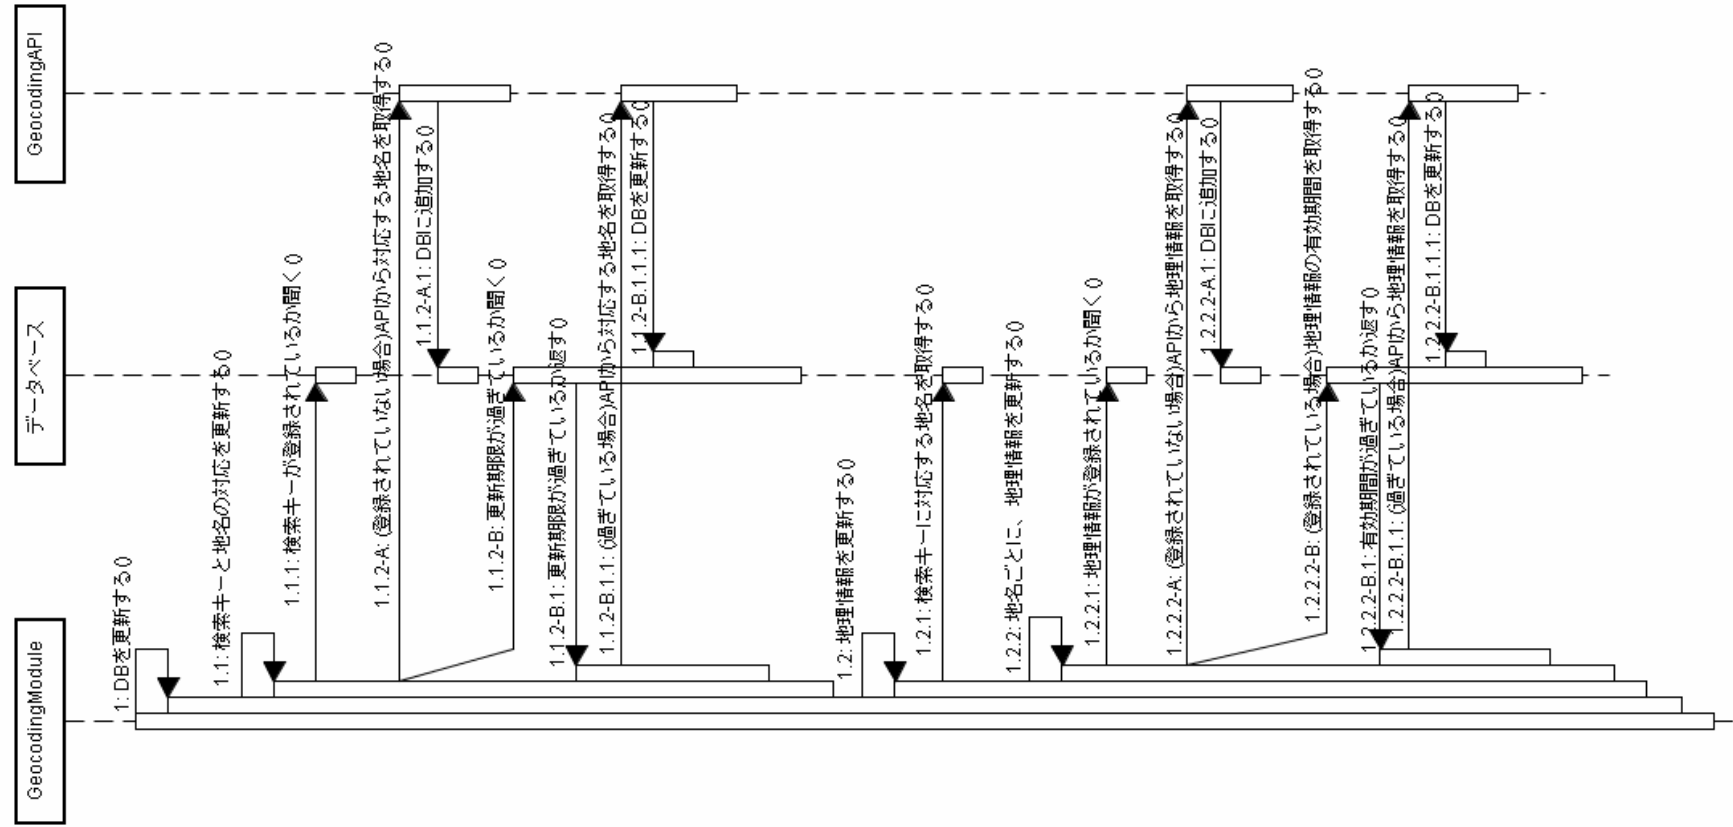 GeocodingModule
データベース
GeocodingAPI
1: DBを更新する()
1.1: 検索キーと地名の対応を更新する()
1.1.1: 検索キーが登録されているか聞く()
1.1.2-A: (登録されていない場合)APIから対応する地名を取得する()
1.1.2-A.1: DBに追加する()
1.1.2-B: 更新期限が過ぎているか聞く()
1.1.2-B.1: 更新期限が過ぎているか返す()
1.1.2-B.1.1: (過ぎている場合)APIから対応する地名を取得する()
1.1.2-B.1.1.1: DBを更新する()
1.2: 地理情報を更新する()
1.2.1: 検索キーに対応する地名を取得する()
1.2.2: 地名ごとに、地理情報を更新する()
1.2.2.1: 地理情報が登録されているか聞く()
1.2.2.2-A: (登録されていない場合)APIから地理情報を取得する()
1.2.2.2-A.1: DBに追加する()
1.2.2.2-B: (登録されている場合)地理情報の有効期間を取得する()
1.2.2.2-B.1: 有効期間が過ぎているか返す()
1.2.2.2-B.1.1: (過ぎている場合)APIから地理情報を取得する()
1.2.2.2-B.1.1.1: DBを更新する()